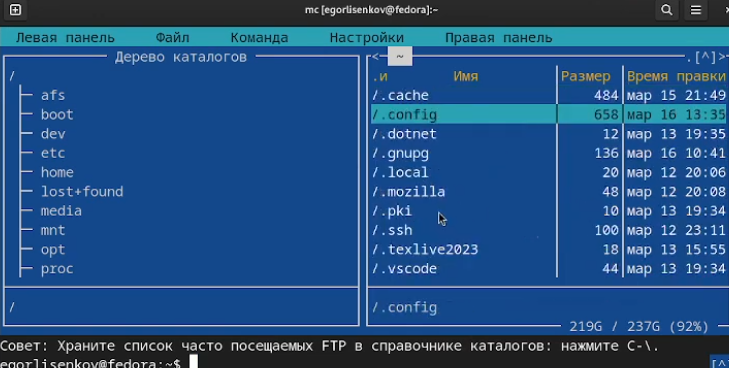 mc [egorlisenkov@fedora]:~
Левая панель Файл Команда Настройки Правая панель
Дерево каталогов
/
afs
boot
dev
etc
home
lost+found
media
mnt
opt
proc
/
<─ ~ .[^]>
.и Имя Размер Время правки
/.cache 484 мар 15 21:49
/.config 658 мар 16 13:35
/.dotnet 12 мар 13 19:35
/.gnupg 136 мар 16 10:41
/.local 20 мар 12 20:06
/.mozilla 48 мар 12 20:08
/.pki 10 мар 13 19:34
/.ssh 100 мар 12 23:11
/.texlive2023 18 мар 13 15:55
/.vscode 44 мар 13 19:34
/.config
219G / 237G (92%)
Совет: Храните список часто посещаемых FTP в справочнике каталогов: нажмите C-\.
egorlisenkov@fedora:~$ [^